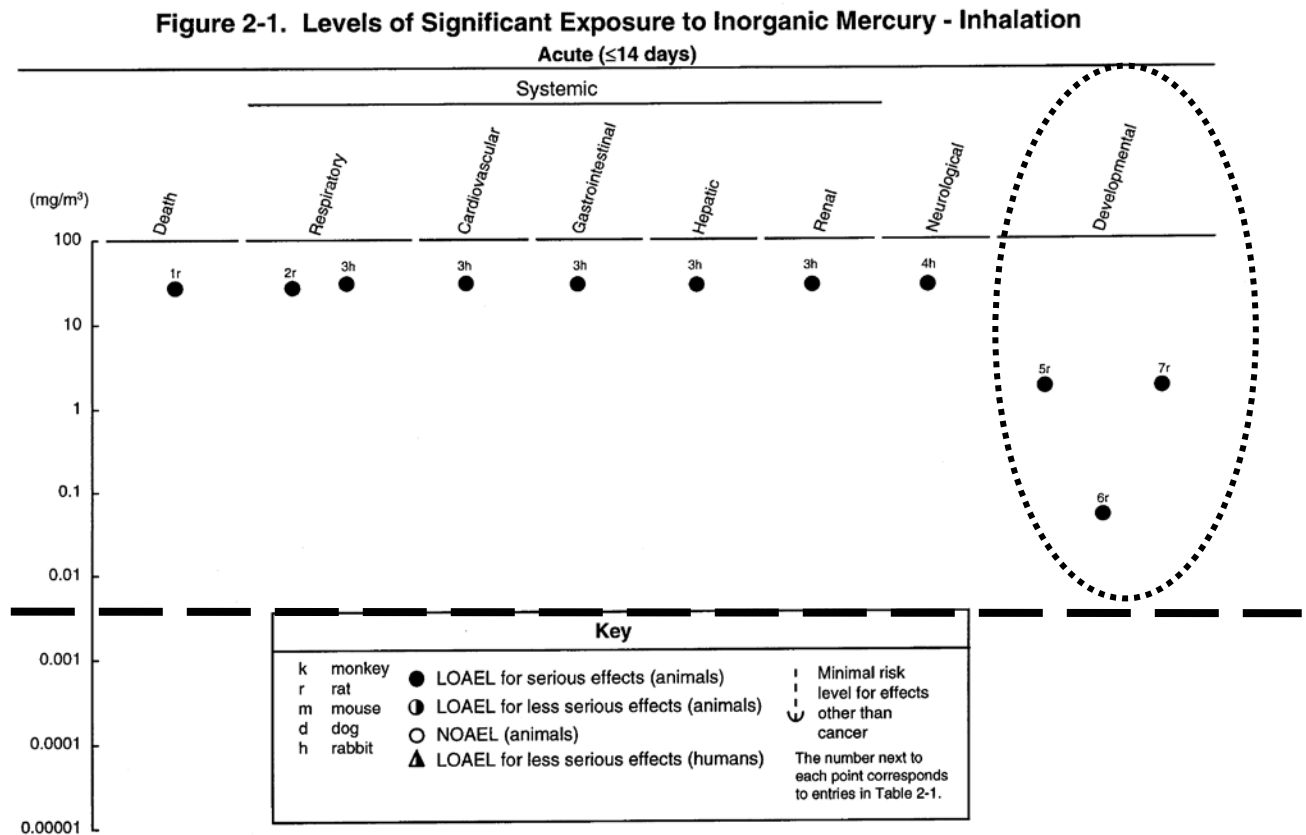 Figure 2-1. Levels of Significant Exposure to Inorganic Mercury - Inhalation
Acute (≤14 days)
Systemic
(mg/m³)
Death
Respiratory
Cardiovascular
Gastrointestinal
Hepatic
Renal
Neurological
Developmental
100
1r
2r
3h
3h
3h
3h
3h
4h
10
5r
7r
1
0.1
6r
0.01
0.001
0.0001
0.00001
Key
k monkey
r rat
m mouse
d dog
h rabbit
LOAEL for serious effects (animals)
LOAEL for less serious effects (animals)
NOAEL (animals)
LOAEL for less serious effects (humans)
Minimal risk
level for effects
other than
cancer
The number next to
each point corresponds
to entries in Table 2-1.